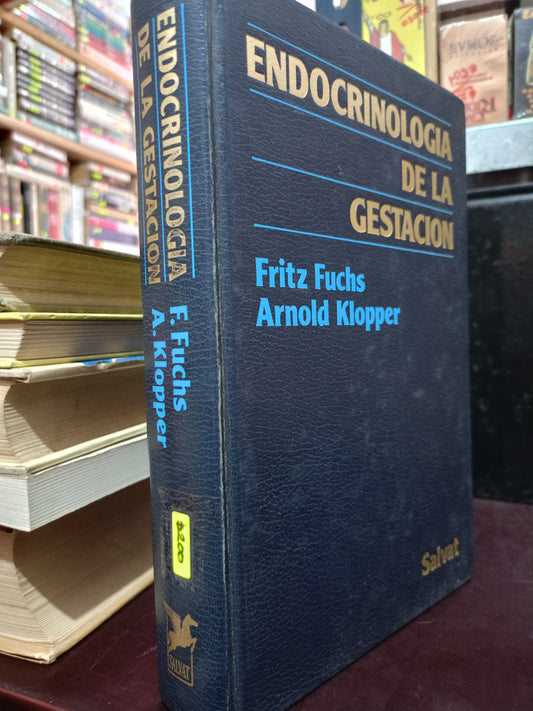 ENDOCRINOLOGIA
DE LA
GESTACION
Fritz Fuchs
Arnold Klopper
Salvat
ENDOCRINOLOGIA
DE LA GESTACION
F. Fuchs
A. Klopper
$200
SALVAT